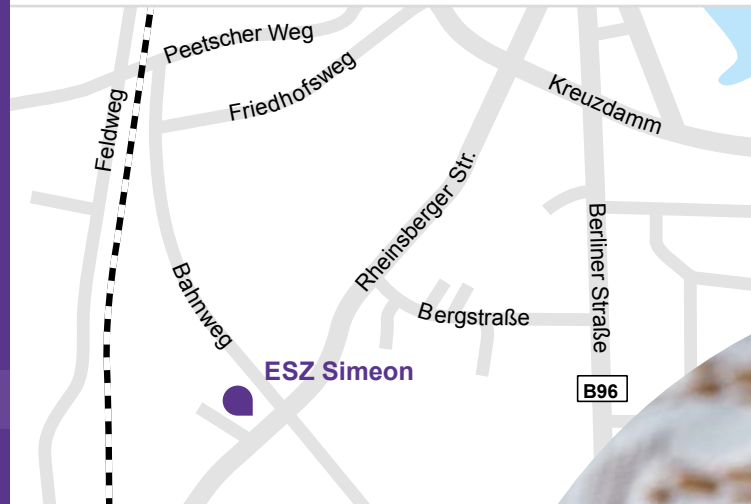 Peetscher Weg
Friedhofsweg
Feldweg
Kreuzdamm
Rheinsberger Str.
Berliner Straße
Bahnweg
Bergstraße
ESZ Simeon
B96